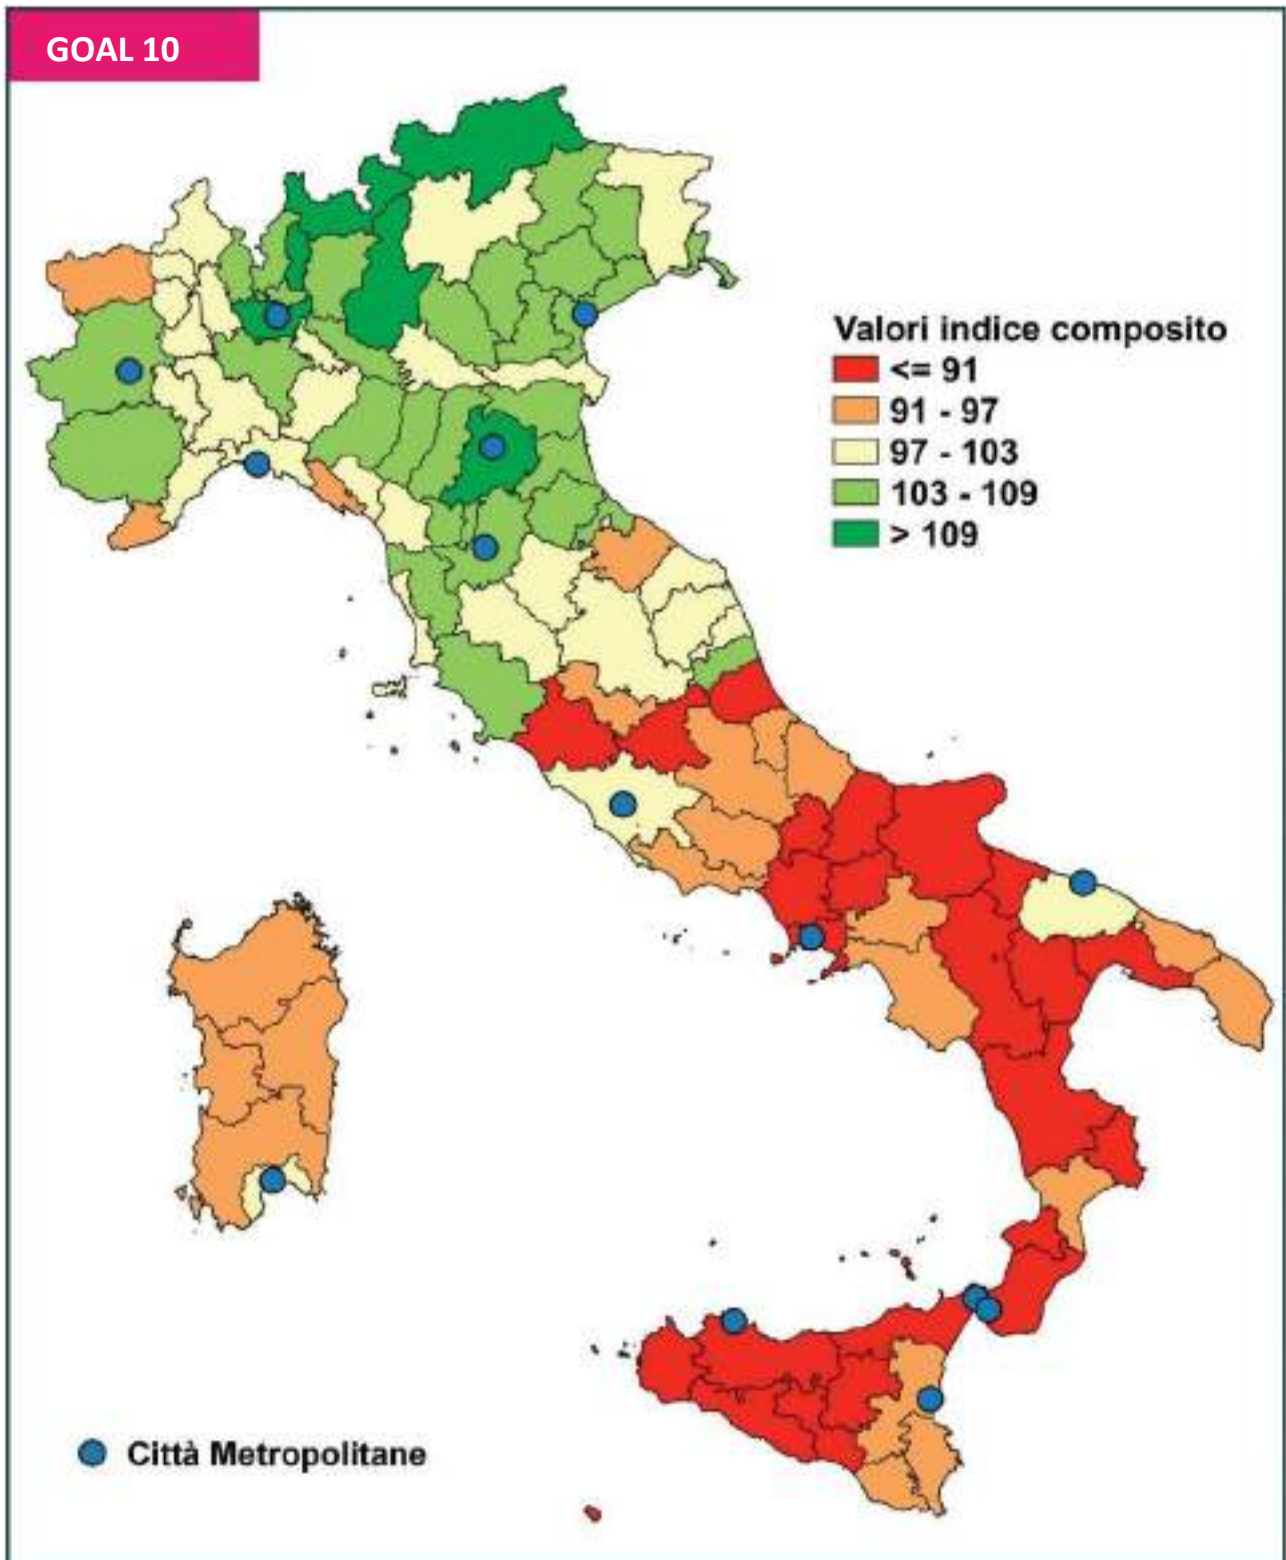 GOAL 10
Valori indice composito
<= 91
91 - 97
97 - 103
103 - 109
> 109
Città Metropolitane